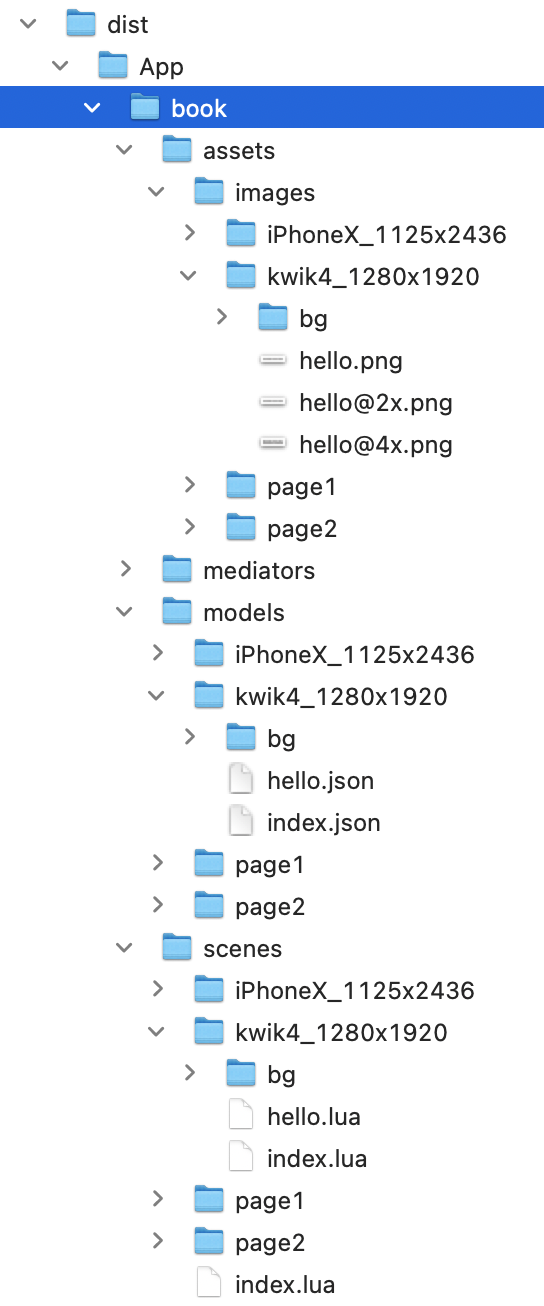 dist
App
book
assets
images
iPhoneX_1125x2436
kwik4_1280x1920
bg
hello.png
hello@2x.png
hello@4x.png
page1
page2
mediators
models
iPhoneX_1125x2436
kwik4_1280x1920
bg
hello.json
index.json
page1
page2
scenes
iPhoneX_1125x2436
kwik4_1280x1920
bg
hello.lua
index.lua
page1
page2
index.lua